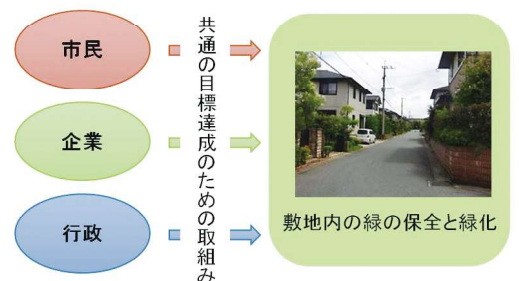 市民
企業
行政
共通の目標達成のための取組み
敷地内の緑の保全と緑化